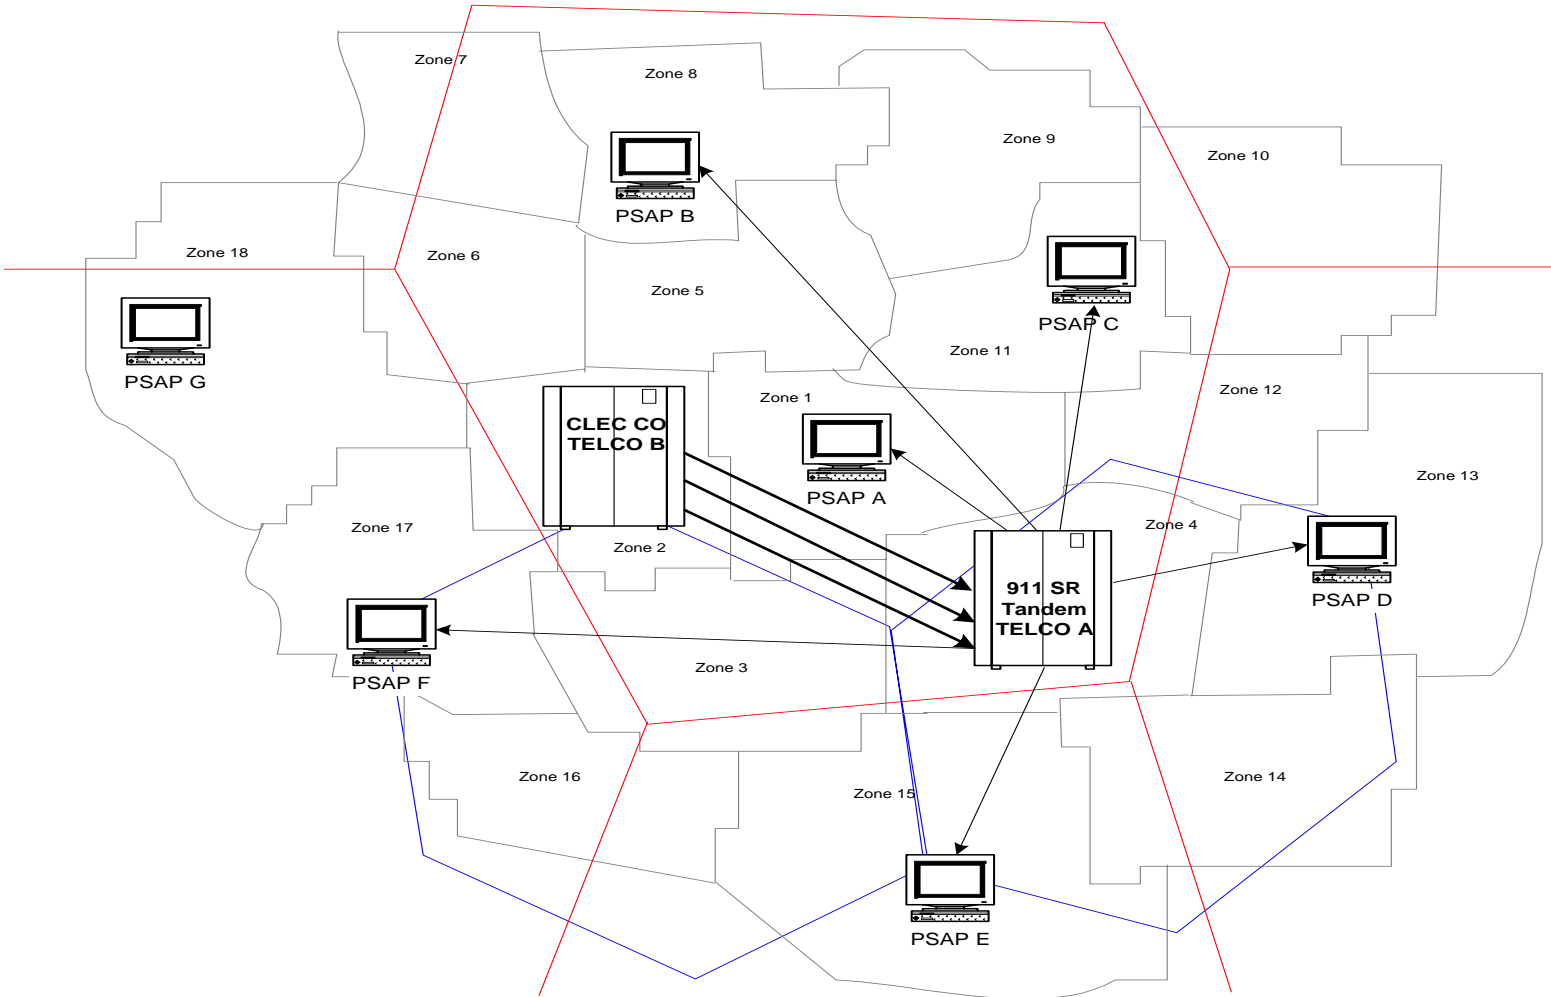 Zone 7
Zone 8
Zone 9
Zone 10
PSAP B
Zone 18
Zone 6
Zone 5
PSAP C
Zone 11
PSAP G
Zone 12
Zone 1
CLEC CO
TELCO B
PSAP A
Zone 13
Zone 17
Zone 4
Zone 2
911 SR
Tandem
TELCO A
PSAP D
Zone 3
PSAP F
Zone 16
Zone 15
Zone 14
PSAP E